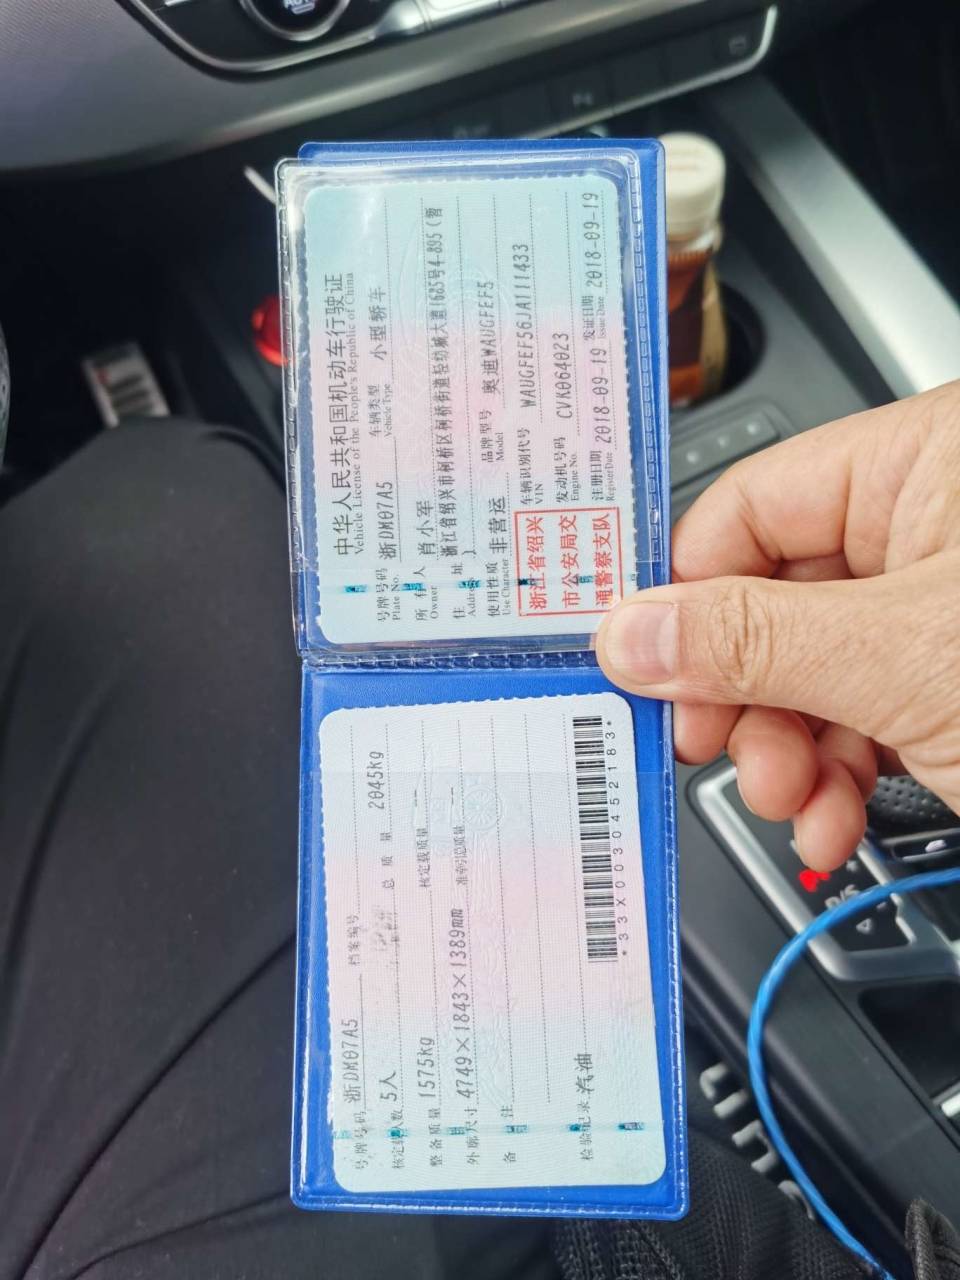 中华人民共和国机动车行驶证
Vehicle License of the People's Republic of China
号牌号码 浙DM07A5 车辆类型 小型轿车
Plate No. Vehicle Type
所有人 肖小军
Owner
住址 浙江省绍兴市柯桥区柯桥街道轻纺城大道1685号4-895(暂
Address )
使用性质 非营运 品牌型号 奥迪WAUGFEF5
Use Character Model
浙江省绍兴
市公安局交
通警察支队
车辆识别代号 WAUGFEF56JA111433
VIN
发动机号码 CVK064023
Engine No.
注册日期 2018-09-19 发证日期 2018-09-19
Register Date Issue Date
号牌号码 浙DM07A5 档案编号
核定载人数 5人 总质量 2045kg
整备质量 1575kg 核定载质量 --
外廓尺寸 4749×1843×1389mm 准牵引总质量 --
备注
检验记录 汽油
*33X0030452183*
D/S